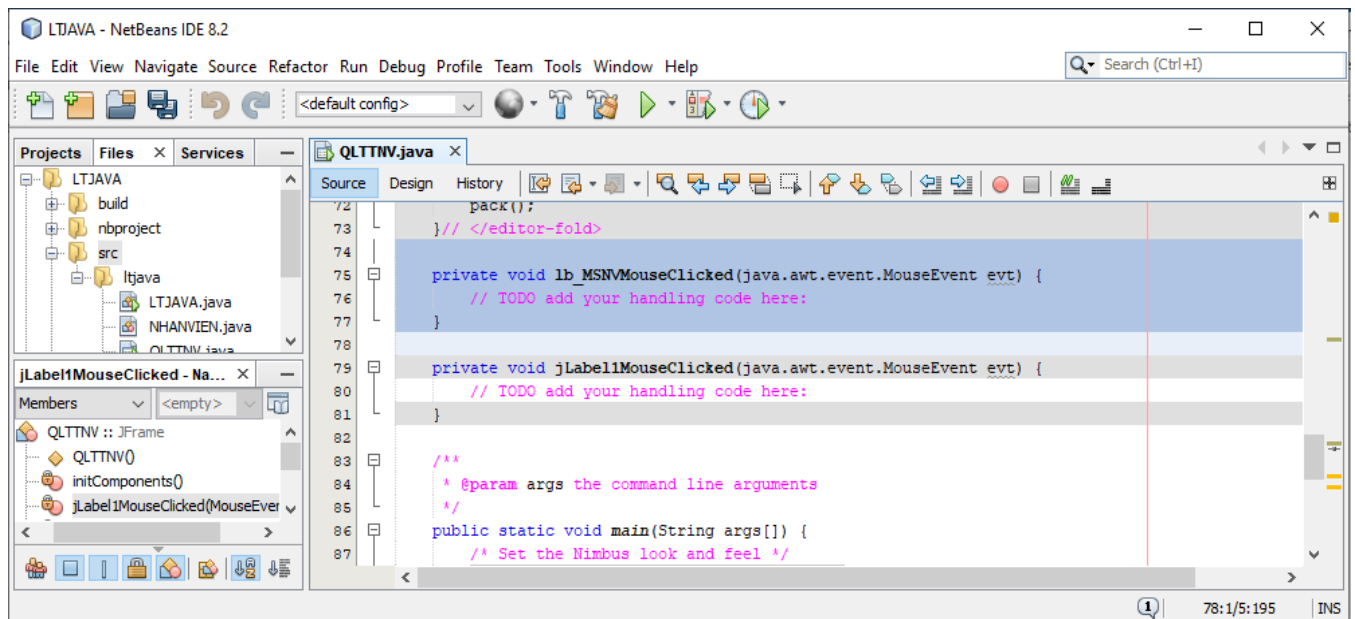 LTJAVA - NetBeans IDE 8.2
File Edit View Navigate Source Refactor Run Debug Profile Team Tools Window Help
Search (Ctrl+I)
<default config>
Projects Files Services
LTJAVA
build
nbproject
src
ltjava
LTJAVA.java
NHANVIEN.java
QLTTNV.java
jLabel1MouseClicked - Na...
Members <empty>
QLTTNV :: JFrame
QLTTNV()
initComponents()
jLabel1MouseClicked(MouseEver
QLTTNV.java
Source Design History
72 pack();
73 }// </editor-fold>
74
75 private void lb_MSNVMouseClicked(java.awt.event.MouseEvent evt) {
76 // TODO add your handling code here:
77 }
78
79 private void jLabel1MouseClicked(java.awt.event.MouseEvent evt) {
80 // TODO add your handling code here:
81 }
82
83 /**
84 * @param args the command line arguments
85 */
86 public static void main(String args[]) {
87 /* Set the Nimbus look and feel */
1 78:1/5:195 INS